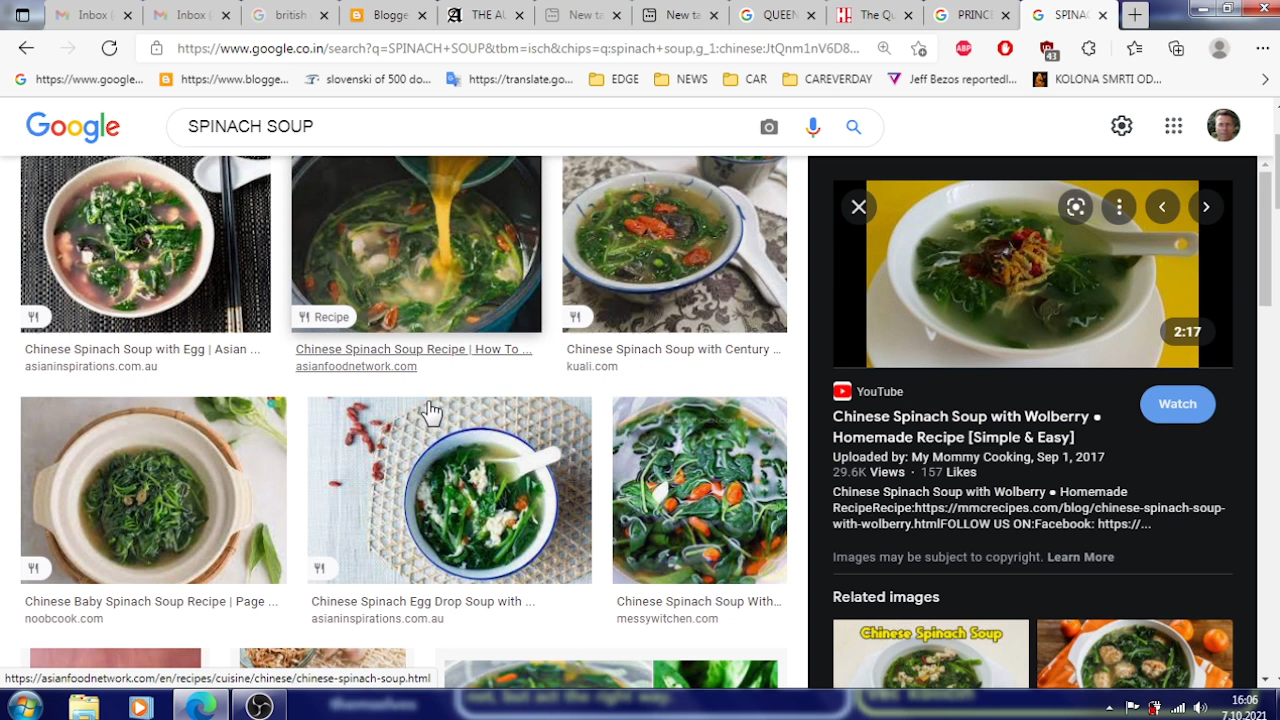 Inbox (
Inbox (
british
Blogge
THE AU
New ta
New ta
QUEEN
The Qu
PRINCE
SPINAC
https://www.google.co.in/search?q=SPINACH+SOUP&tbm=isch&chips=q:spinach+soup,g_1:chinese:JtQnm1nV6D8...
ABP
43
https://www.google...
https://www.blogge...
slovenski of 500 do...
https://translate.go...
EDGE
NEWS
CAR
CAREVERDAY
Jeff Bezos reportedl...
KOLONA SMRTI OD...
Google
SPINACH SOUP
Recipe
Chinese Spinach Soup with Egg | Asian ...
asianinspirations.com.au
Chinese Spinach Soup Recipe | How To ...
asianfoodnetwork.com
Chinese Spinach Soup with Century ...
kuali.com
Chinese Baby Spinach Soup Recipe | Page ...
noobcook.com
Chinese Spinach Egg Drop Soup with ...
asianinspirations.com.au
Chinese Spinach Soup With...
messywitchen.com
2:17
YouTube
Watch
Chinese Spinach Soup with Wolberry ●
Homemade Recipe [Simple & Easy]
Uploaded by: My Mommy Cooking, Sep 1, 2017
29.6K Views · 157 Likes
Chinese Spinach Soup with Wolberry ● Homemade
RecipeRecipe:https://mmcrecipes.com/blog/chinese-spinach-soup-
with-wolberry.htmlFOLLOW US ON:Facebook: https://...
Images may be subject to copyright. Learn More
Related images
Chinese Spinach Soup
https://asianfoodnetwork.com/en/recipes/cuisine/chinese/chinese-spinach-soup.html
themselves
16:06
7.10.2021